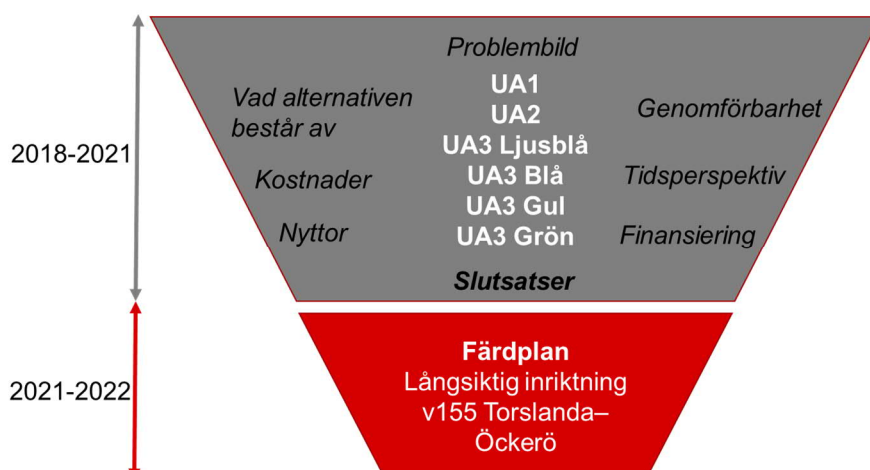 Problembild
UA1
UA2
UA3 Ljusblå
UA3 Blå
UA3 Gul
UA3 Grön
Slutsatser
Vad alternativen
består av
Kostnader
Nyttor
Genomförbarhet
Tidsperspektiv
Finansiering
2018-2021
Färdplan
Långsiktig inriktning
v155 Torslanda–
Öckerö
2021-2022